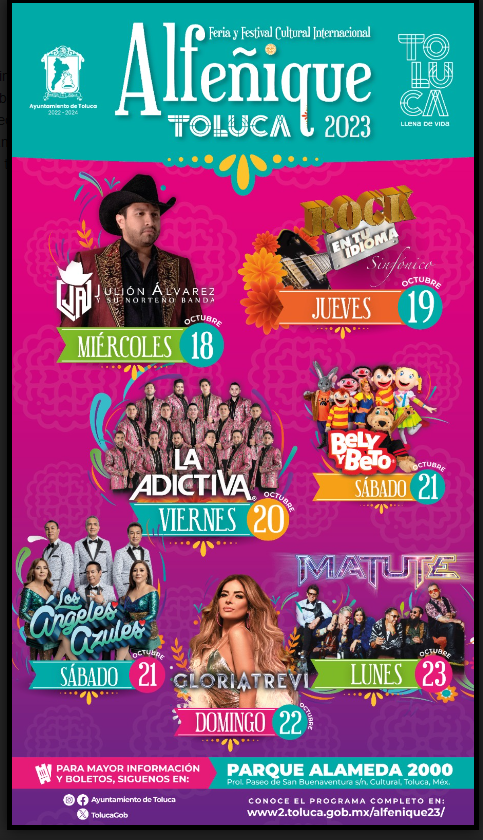 Feria y Festival Cultural Internacional
Alfeñique
TOLUCA 2023
Ayuntamiento de Toluca
2022 - 2024
TO
LU
CA
LLENA DE VIDA
JA
JULIÓN ÁLVAREZ
Y SU NORTEÑO BANDA
OCTUBRE
MIÉRCOLES 18
ROCK
EN TU
IDIOMA
Sinfónico
OCTUBRE
JUEVES 19
LA
ADICTIVA
OCTUBRE
VIERNES 20
BELY
Y BETO
OCTUBRE
SÁBADO 21
Los
Ángeles
Azules
OCTUBRE
SÁBADO 21
GLORIA TREVI
OCTUBRE
DOMINGO 22
MATUTE
OCTUBRE
LUNES 23
PARA MAYOR INFORMACIÓN
Y BOLETOS, SIGUENOS EN:
Ayuntamiento de Toluca
TolucaGob
PARQUE ALAMEDA 2000
Prol. Paseo de San Buenaventura s/n, Cultural, Toluca, Méx.
CONOCE EL PROGRAMA COMPLETO EN:
www2.toluca.gob.mx/alfenique23/